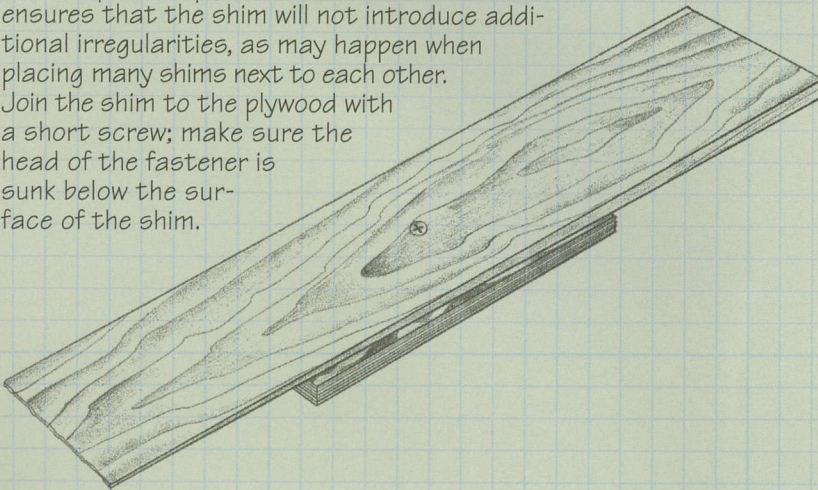 ensures that the shim will not introduce addi-
tional irregularities, as may happen when
placing many shims next to each other.
Join the shim to the plywood with
a short screw; make sure the
head of the fastener is
sunk below the sur-
face of the shim.